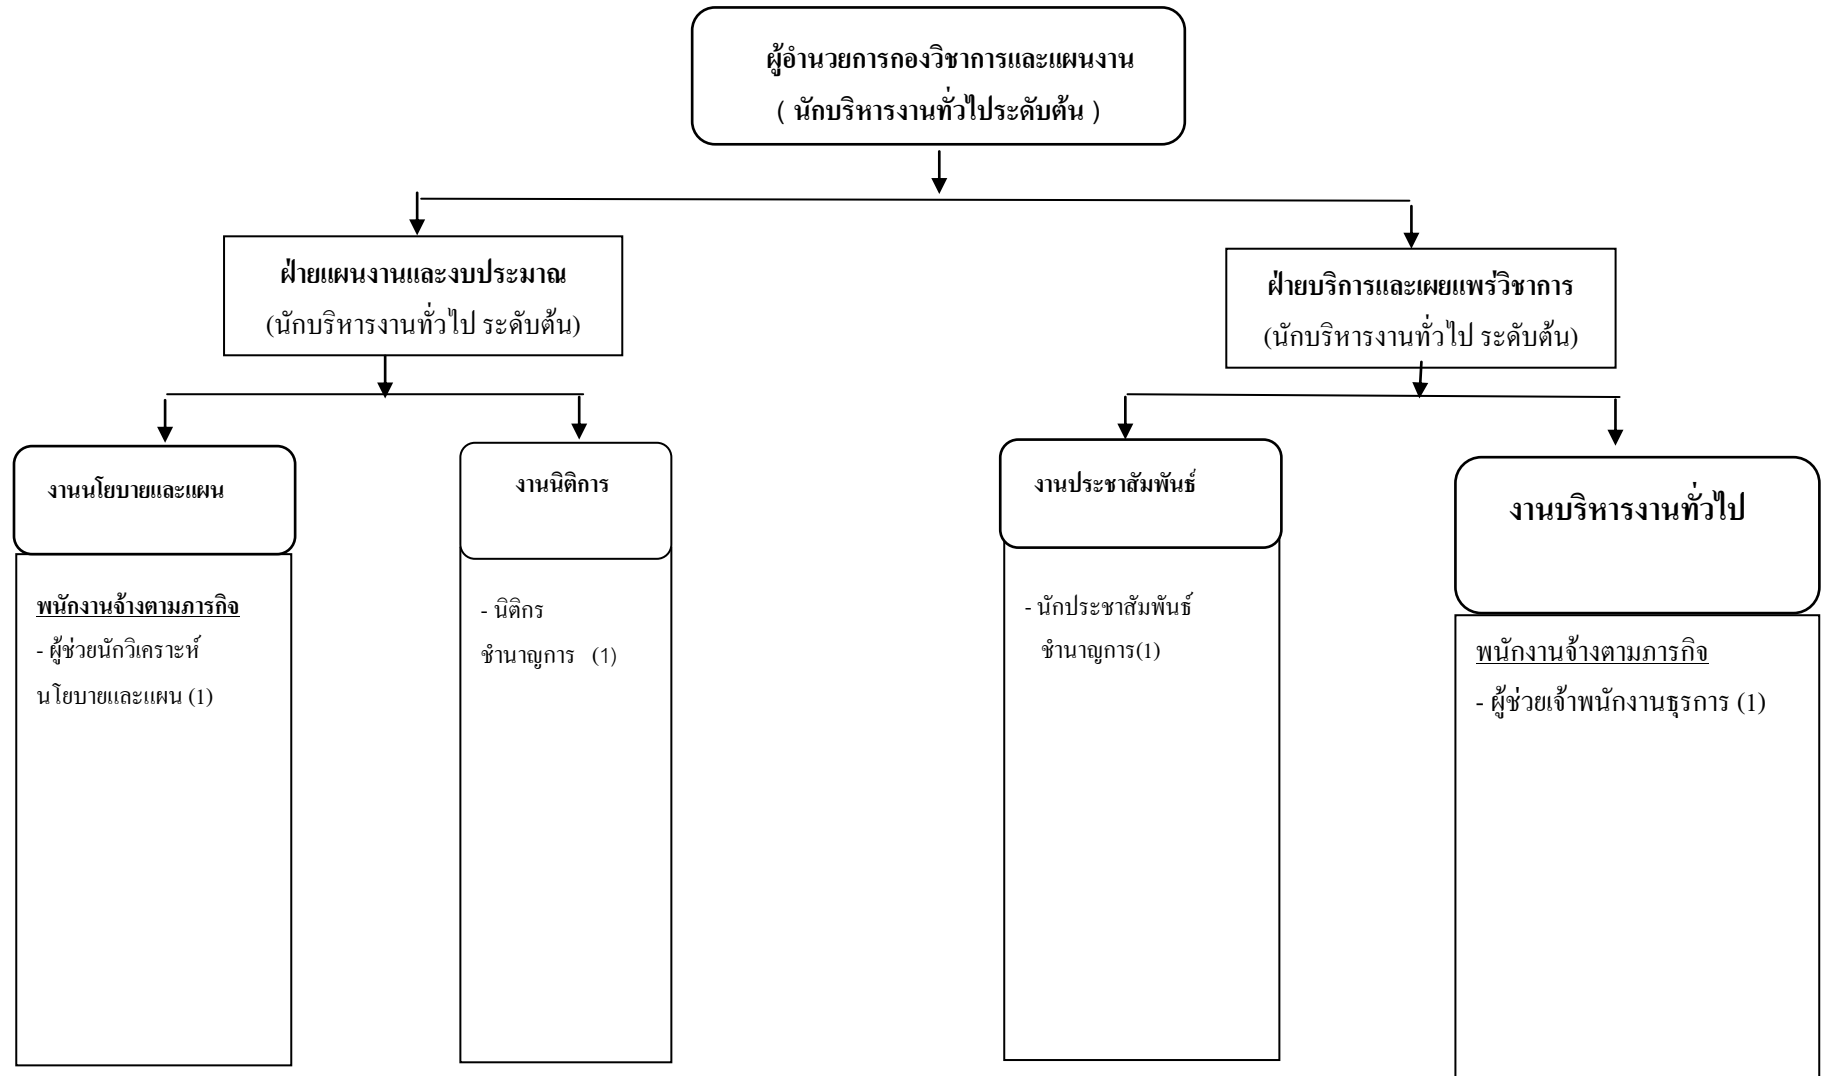 ผู้อำนวยการกองวิชาการและแผนงาน
( นักบริหารงานทั่วไประดับต้น )
ฝ่ายแผนงานและงบประมาณ
(นักบริหารงานทั่วไป ระดับต้น)
ฝ่ายบริการและเผยแพร่วิชาการ
(นักบริหารงานทั่วไป ระดับต้น)
งานนโยบายและแผน
พนักงานจ้างตามภารกิจ
- ผู้ช่วยนักวิเคราะห์
นโยบายและแผน (1)
งานนิติการ
- นิติกร
ชำนาญการ (1)
งานประชาสัมพันธ์
- นักประชาสัมพันธ์
ชำนาญการ(1)
งานบริหารงานทั่วไป
พนักงานจ้างตามภารกิจ
- ผู้ช่วยเจ้าพนักงานธุรการ (1)